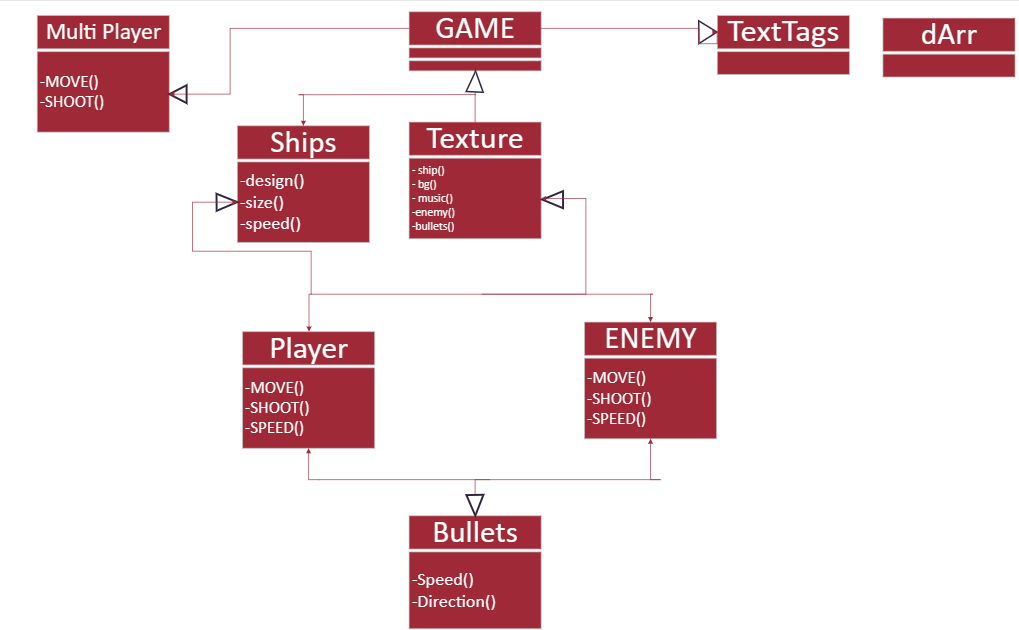 Multi Player
-MOVE()
-SHOOT()
GAME
TextTags
dArr
Ships
-design()
-size()
-speed()
Texture
- ship()
- bg()
- music()
-enemy()
-bullets()
Player
-MOVE()
-SHOOT()
-SPEED()
ENEMY
-MOVE()
-SHOOT()
-SPEED()
Bullets
-Speed()
-Direction()